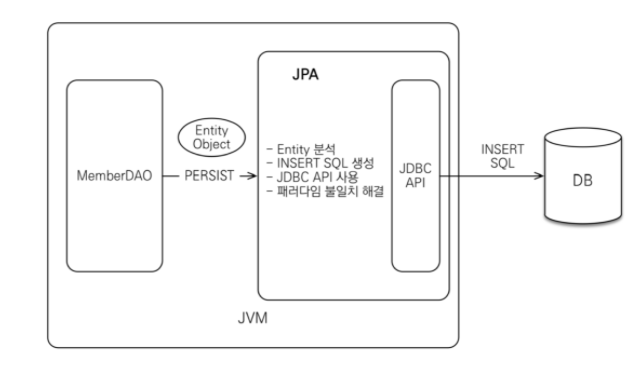 JPA
Entity
Object
MemberDAO
PERSIST
- Entity 분석
- INSERT SQL 생성
- JDBC API 사용
- 패러다임 불일치 해결
JDBC
API
INSERT
SQL
DB
JVM